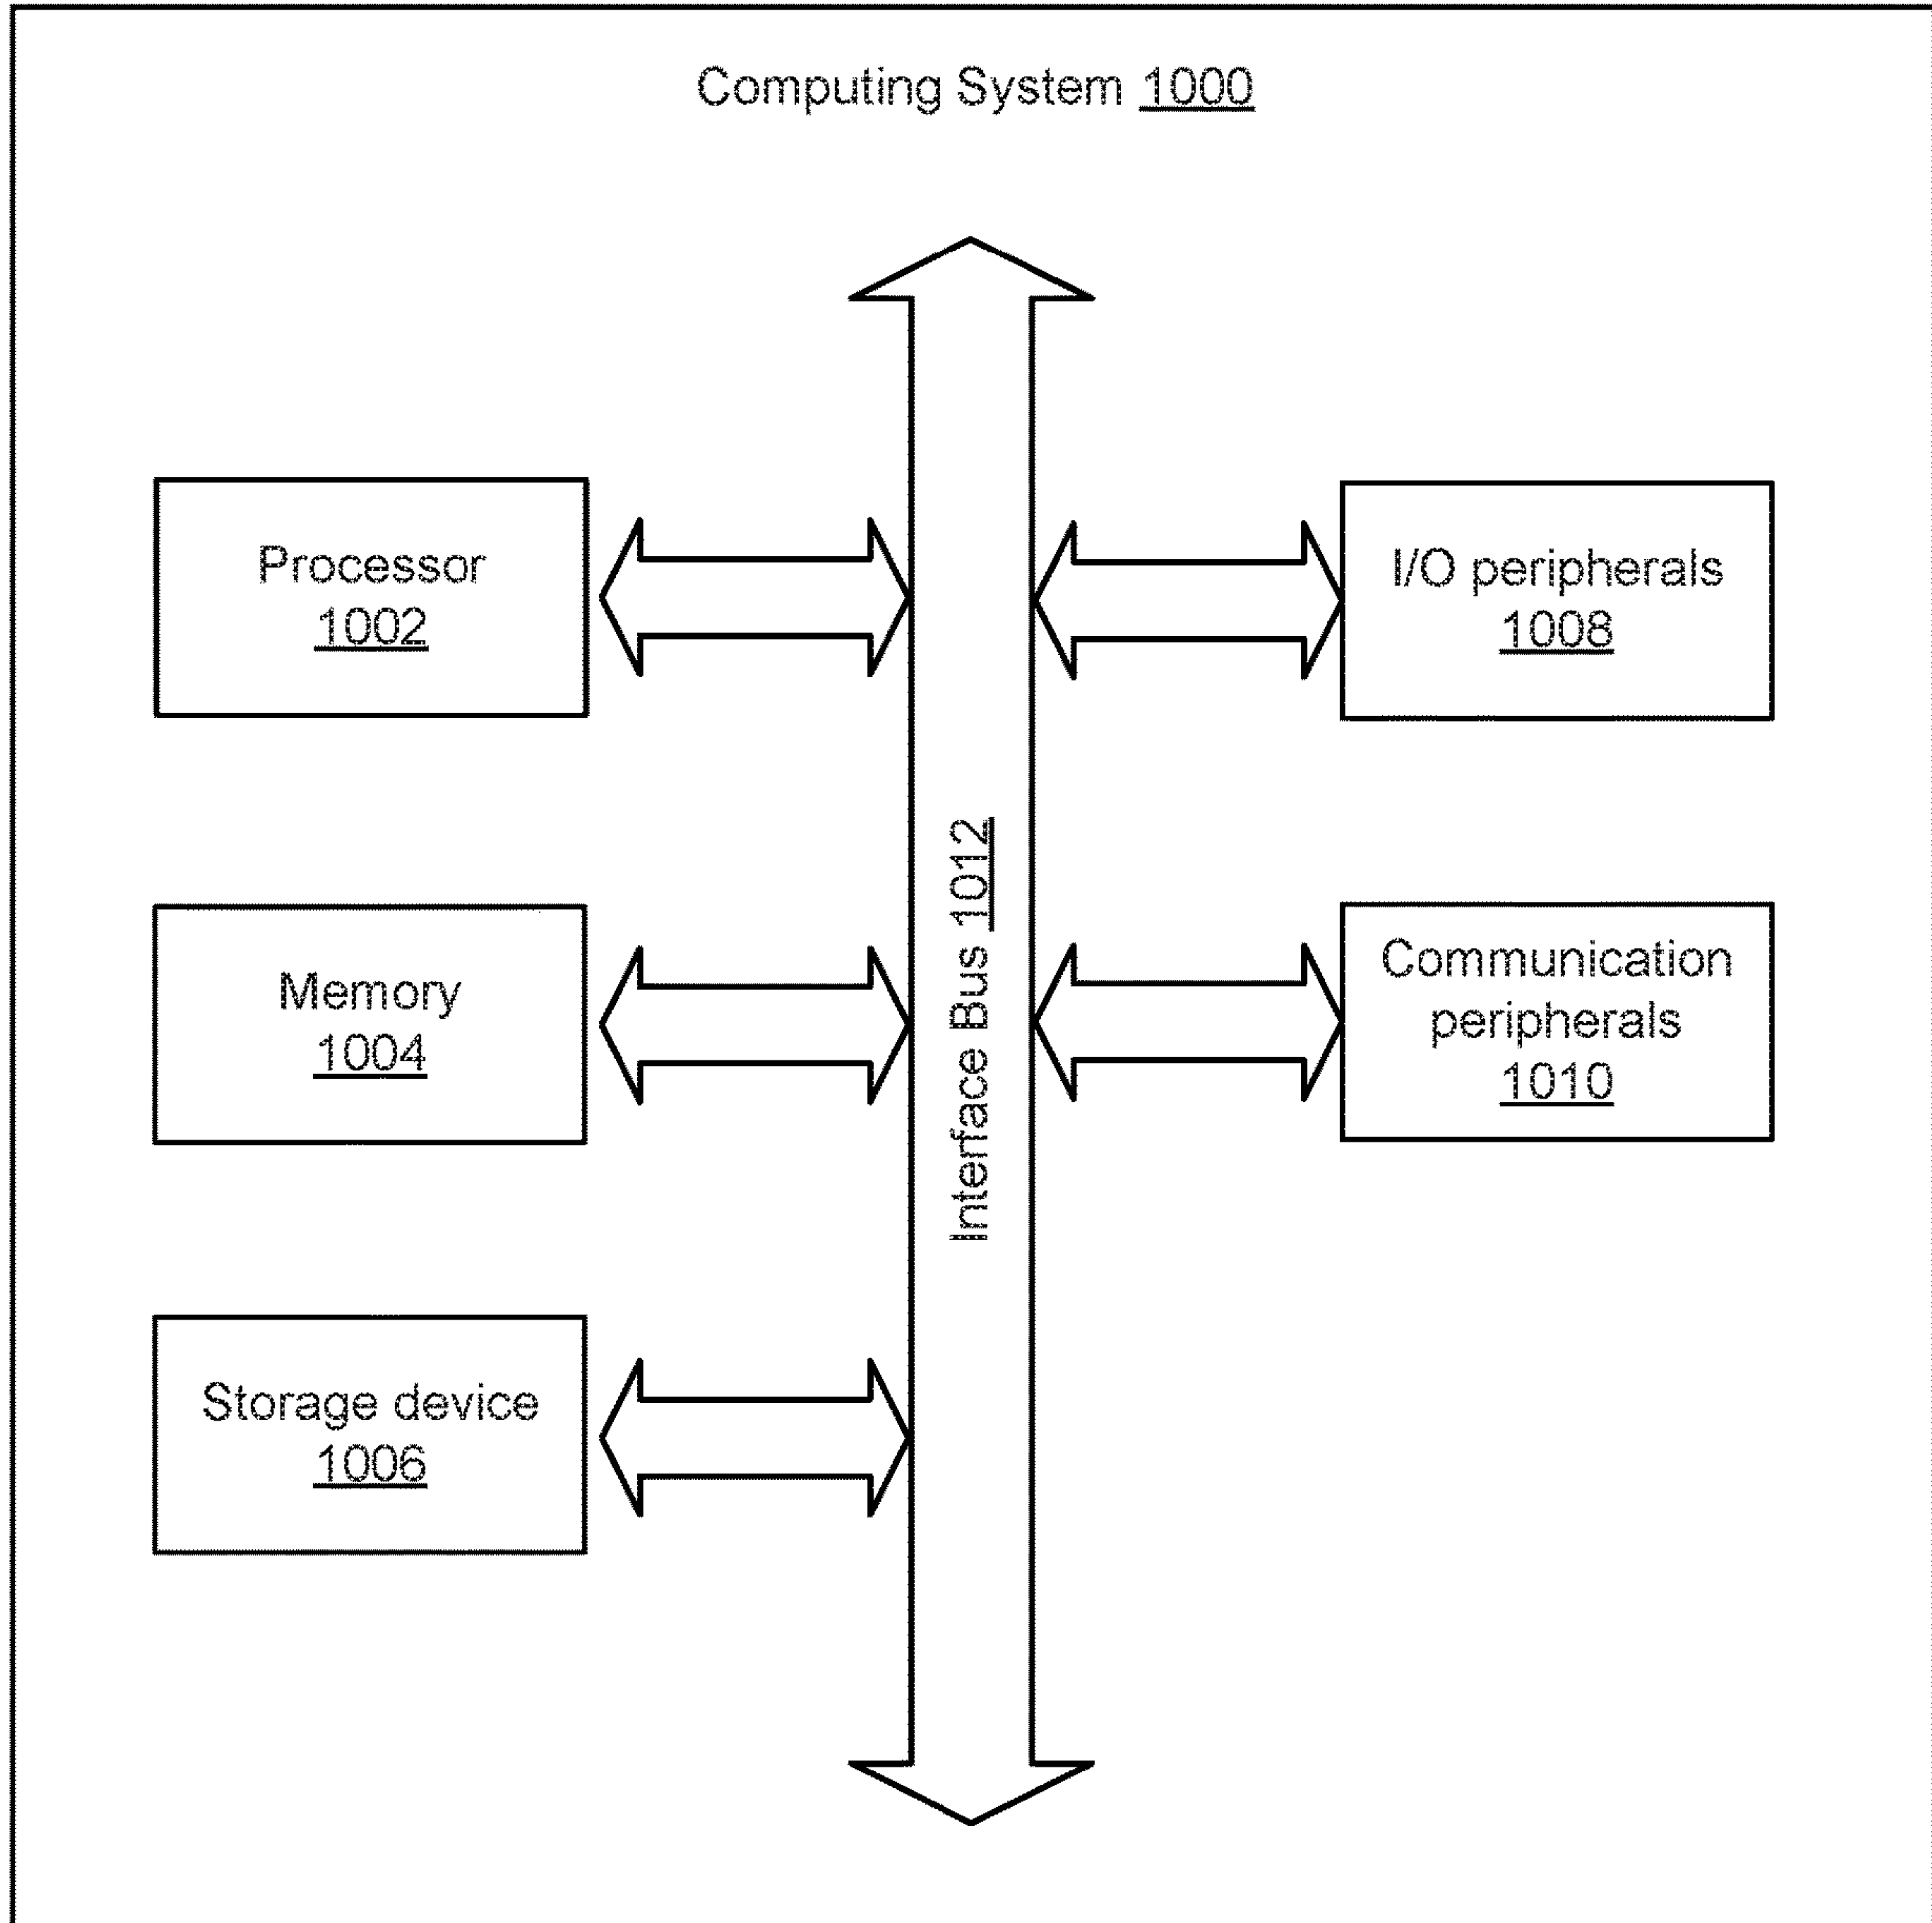 Computing System 1000
Processor
1002
I/O peripherals
1008
Interface Bus 1012
Memory
1004
Communication
peripherals
1010
Storage device
1006